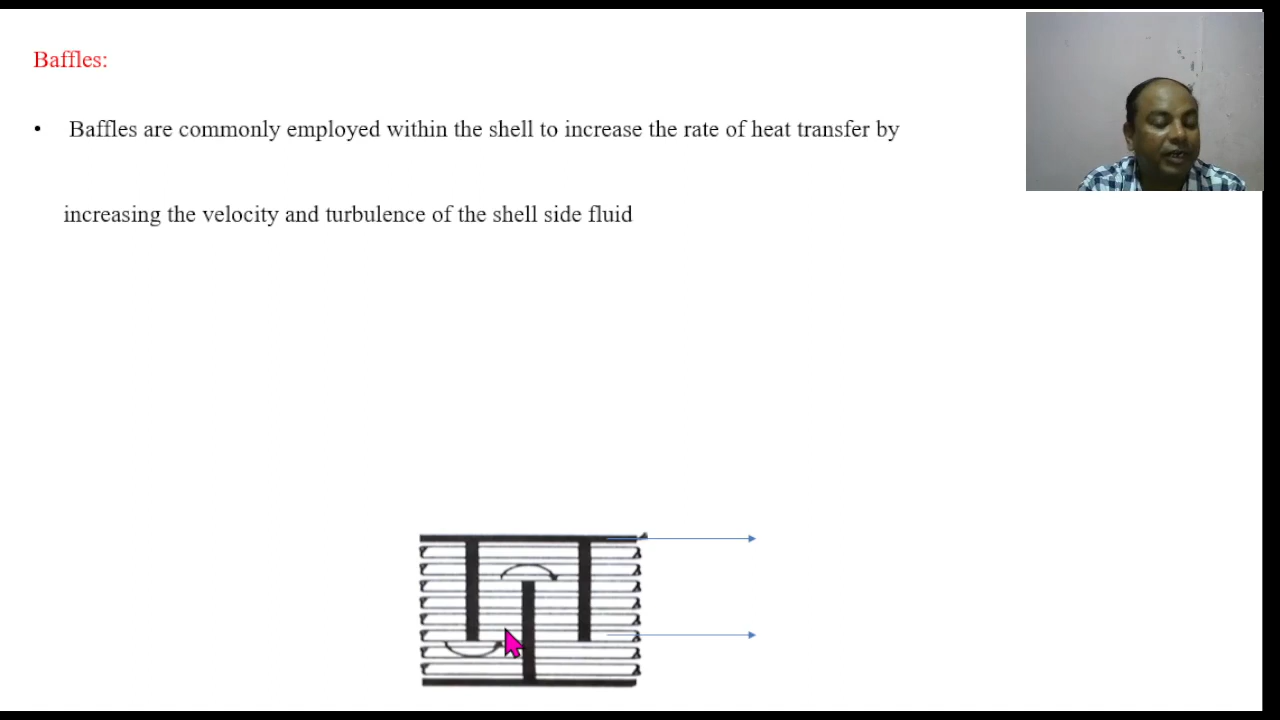 Baffles:
• Baffles are commonly employed within the shell to increase the rate of heat transfer by
increasing the velocity and turbulence of the shell side fluid